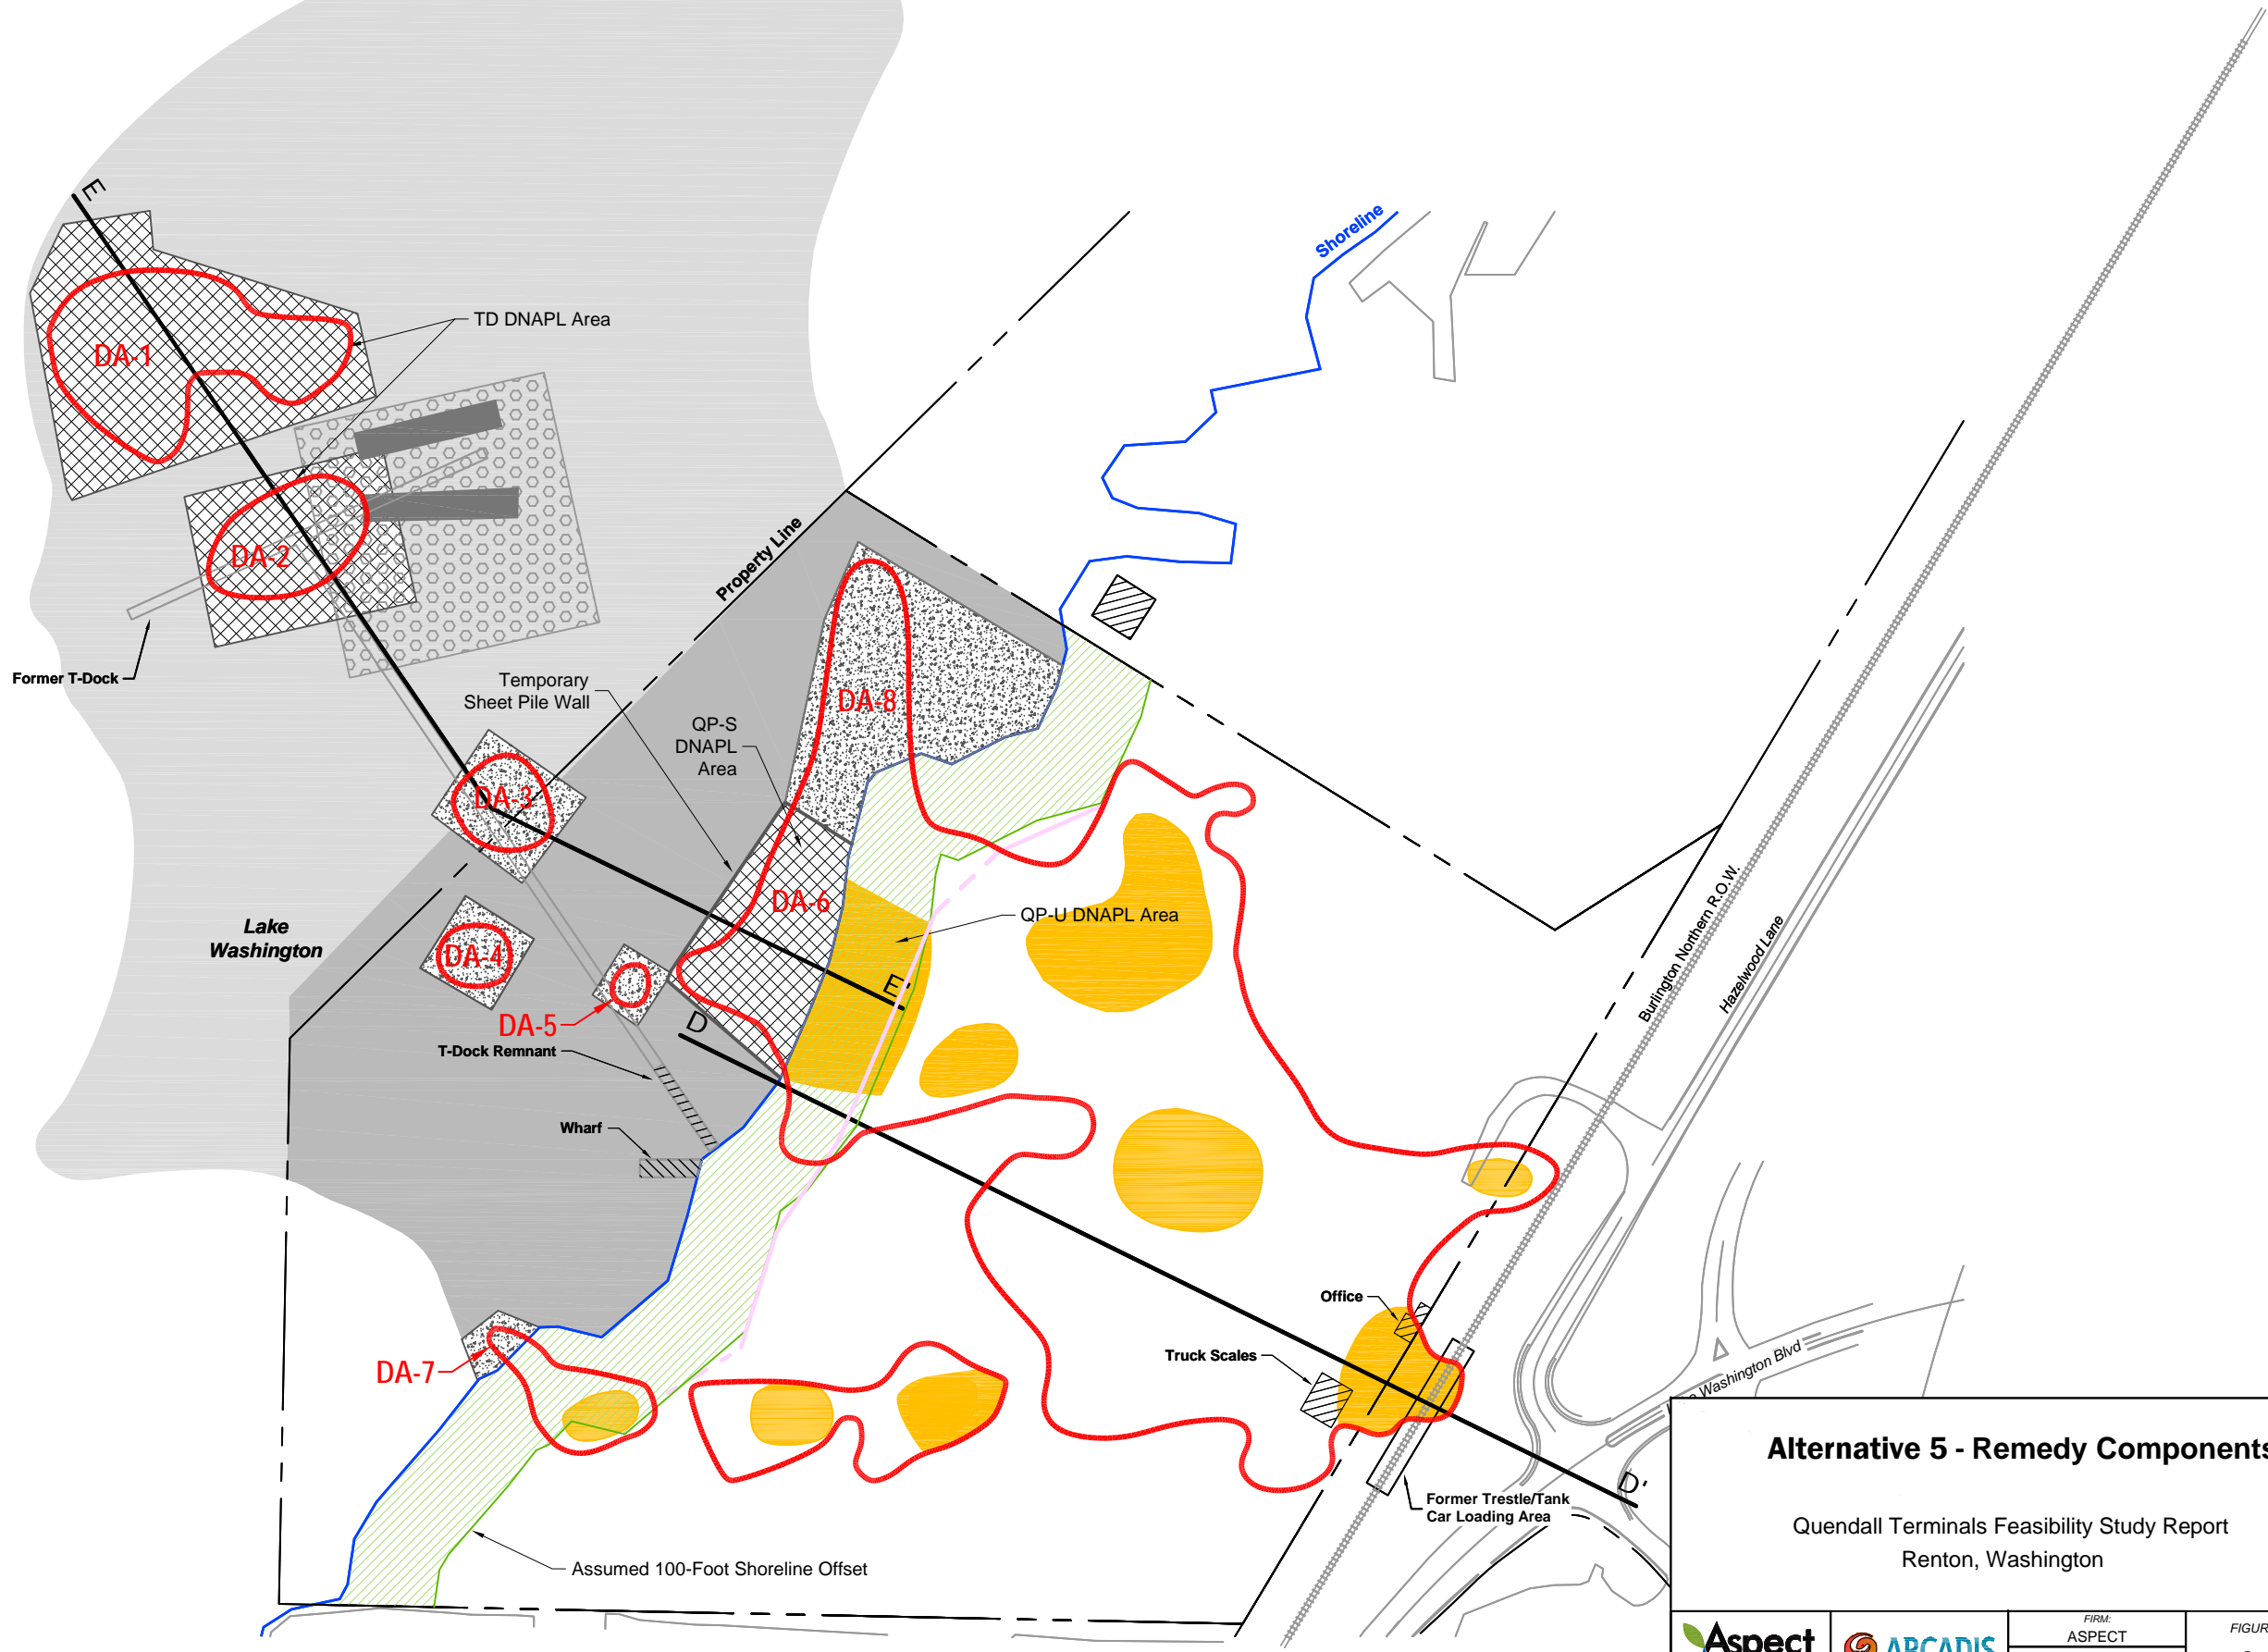 E
Shoreline
TD DNAPL Area
DA-1
DA-2
Property Line
Former T-Dock
Temporary
Sheet Pile Wall
QP-S
DNAPL
Area
DA-8
DA-3
DA-6
QP-U DNAPL Area
Lake
Washington
DA-4
E'
DA-5
D
T-Dock Remnant
Wharf
Burlington Northern R.O.W.
Hazelwood Lane
Office
Truck Scales
DA-7
Washington Blvd
D'
Former Trestle/Tank
Car Loading Area
Assumed 100-Foot Shoreline Offset
Alternative 5 - Remedy Components
Quendall Terminals Feasibility Study Report
Renton, Washington
Aspect
ARCADIS
FIRM:
ASPECT